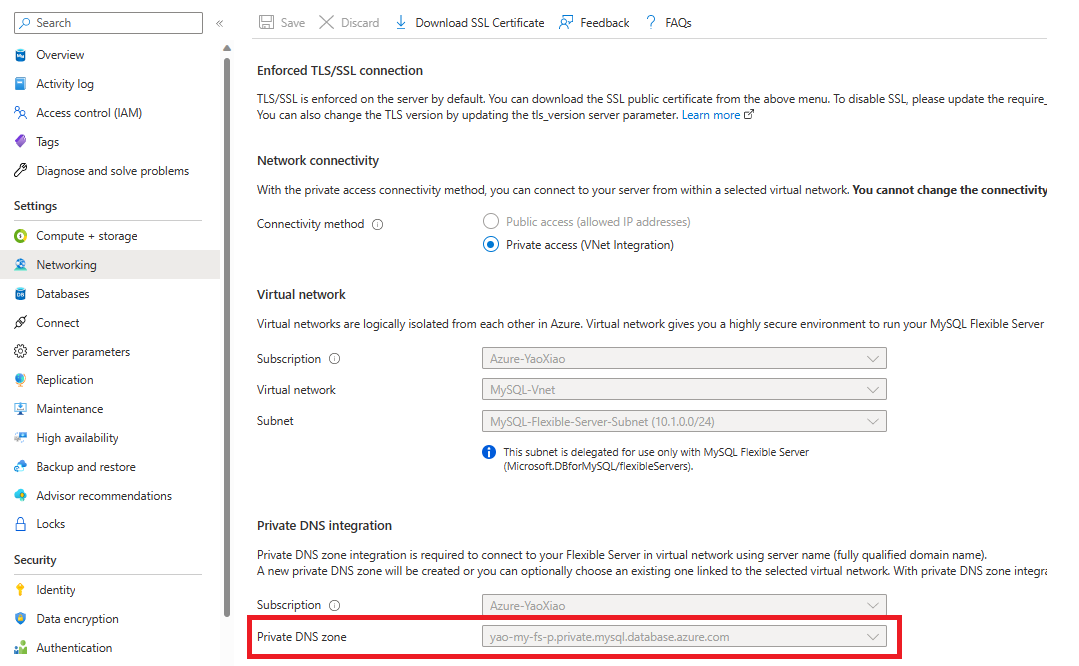 Search
«
Overview
Activity log
Access control (IAM)
Tags
Diagnose and solve problems
Settings
Compute + storage
Networking
Databases
Connect
Server parameters
Replication
Maintenance
High availability
Backup and restore
Advisor recommendations
Locks
Security
Identity
Data encryption
Authentication
Save Discard Download SSL Certificate Feedback ? FAQs
Enforced TLS/SSL connection
TLS/SSL is enforced on the server by default. You can download the SSL public certificate from the above menu. To disable SSL, please update the require_
You can also change the TLS version by updating the tls_version server parameter. Learn more
Network connectivity
With the private access connectivity method, you can connect to your server from within a selected virtual network. You cannot change the connectivity
Connectivity method
Public access (allowed IP addresses)
Private access (VNet Integration)
Virtual network
Virtual networks are logically isolated from each other in Azure. Virtual network gives you a highly secure environment to run your MySQL Flexible Server
Subscription Azure-YaoXiao
Virtual network MySQL-Vnet
Subnet MySQL-Flexible-Server-Subnet (10.1.0.0/24)
This subnet is delegated for use only with MySQL Flexible Server
(Microsoft.DBforMySQL/flexibleServers).
Private DNS integration
Private DNS zone integration is required to connect to your Flexible Server in virtual network using server name (fully qualified domain name).
A new private DNS zone will be created or you can optionally choose an existing one linked to the selected virtual network. With private DNS zone integra
Subscription Azure-YaoXiao
Private DNS zone yao-my-fs-p.private.mysql.database.azure.com